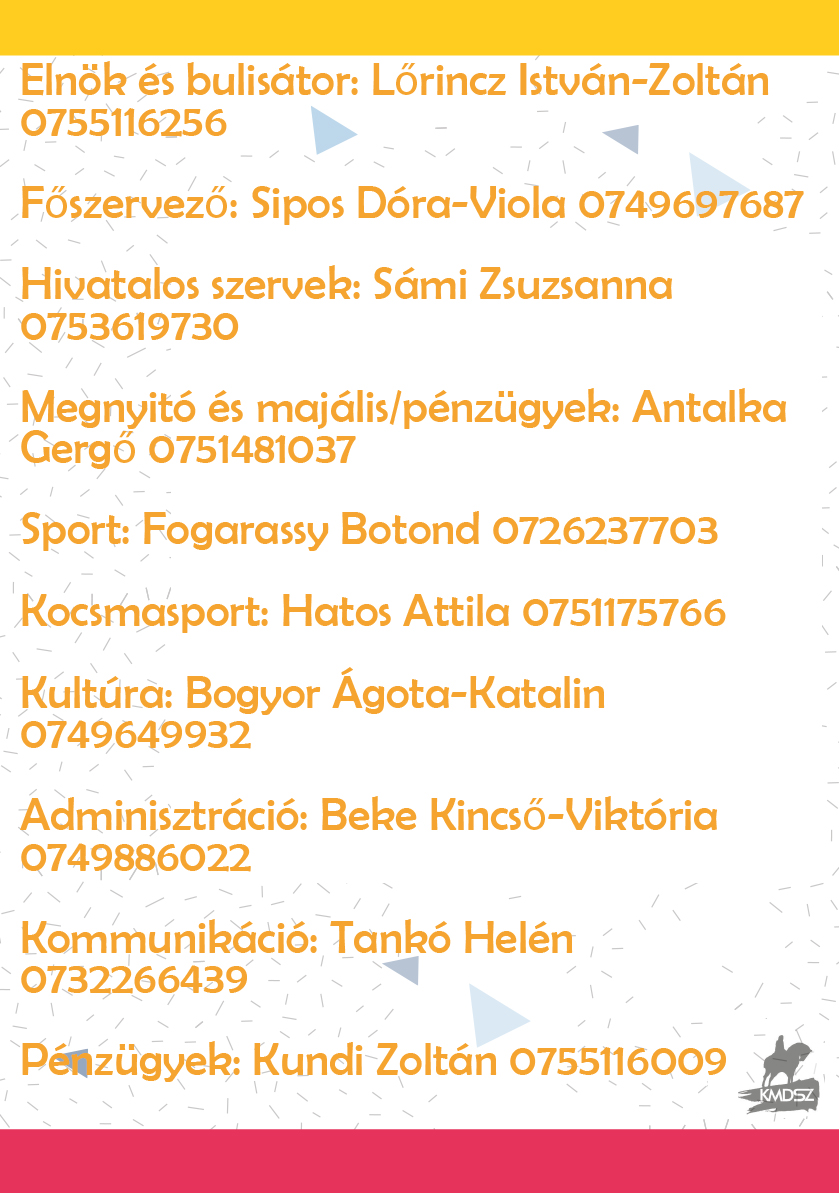 Elnök és bulisátor: Lőrincz István-Zoltán
0755116256
Főszervező: Sipos Dóra-Viola 0749697687
Hivatalos szervek: Sámi Zsuzsanna
0753619730
Megnyitó és majális/pénzügyek: Antalka
Gergő 0751481037
Sport: Fogarassy Botond 0726237703
Kocsmasport: Hatos Attila 0751175766
Kultúra: Bogyor Ágota-Katalin
0749649932
Adminisztráció: Beke Kincső-Viktória
0749886022
Kommunikáció: Tankó Helén
0732266439
Pénzügyek: Kundi Zoltán 0755116009
KMDSZ